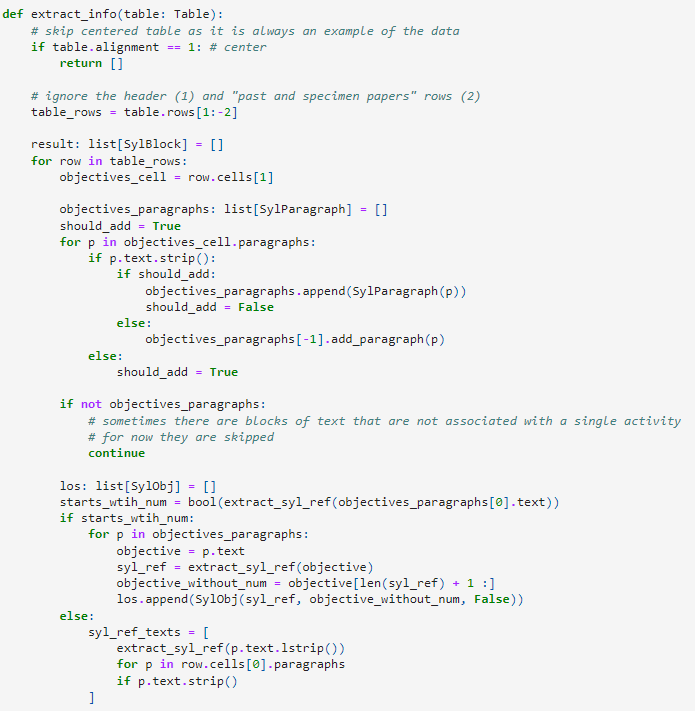 def extract_info(table: Table):
    # skip centered table as it is always an example of the data
    if table.alignment == 1: # center
        return []

    # ignore the header (1) and "past and specimen papers" rows (2)
    table_rows = table.rows[1:-2]

    result: list[SylBlock] = []
    for row in table_rows:
        objectives_cell = row.cells[1]

        objectives_paragraphs: list[SylParagraph] = []
        should_add = True
        for p in objectives_cell.paragraphs:
            if p.text.strip():
                if should_add:
                    objectives_paragraphs.append(SylParagraph(p))
                    should_add = False
                else:
                    objectives_paragraphs[-1].add_paragraph(p)
            else:
                should_add = True

        if not objectives_paragraphs:
            # sometimes there are blocks of text that are not associated with a single activity
            # for now they are skipped
            continue

        los: list[SylObj] = []
        starts_wtih_num = bool(extract_syl_ref(objectives_paragraphs[0].text))
        if starts_wtih_num:
            for p in objectives_paragraphs:
                objective = p.text
                syl_ref = extract_syl_ref(objective)
                objective_without_num = objective[len(syl_ref) + 1 :]
                los.append(SylObj(syl_ref, objective_without_num, False))
        else:
            syl_ref_texts = [
                extract_syl_ref(p.text.lstrip())
                for p in row.cells[0].paragraphs
                if p.text.strip()
            ]